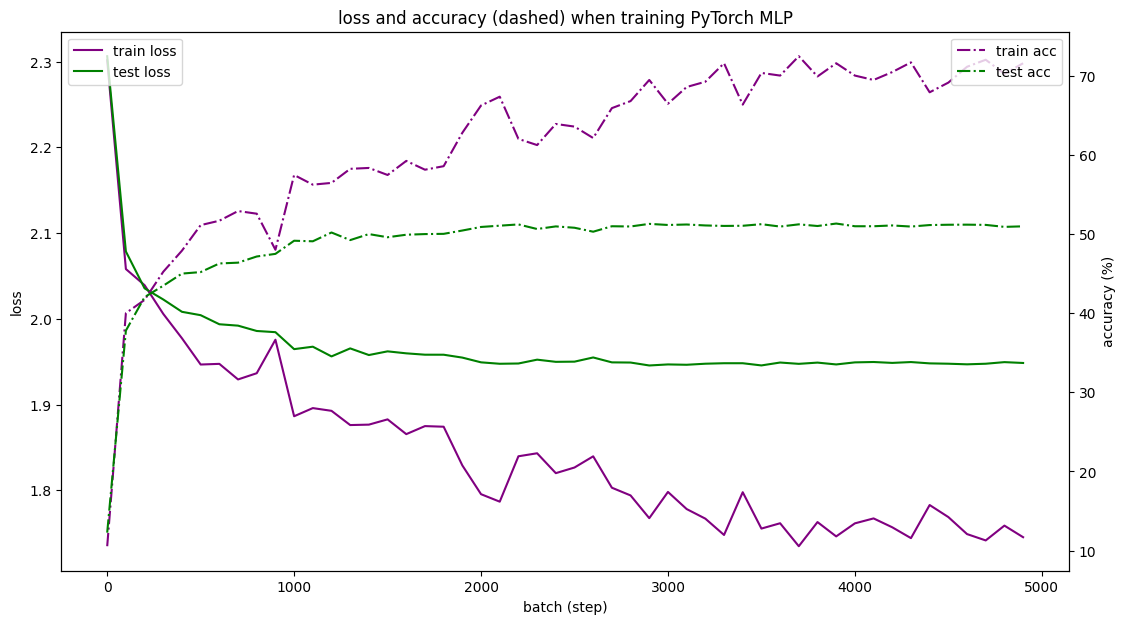 loss and accuracy (dashed) when training PyTorch MLP
train loss
test loss
train acc
test acc
2.3
2.2
2.1
2.0
1.9
1.8
loss
70
60
50
40
30
20
10
accuracy (%)
0
1000
2000
3000
4000
5000
batch (step)